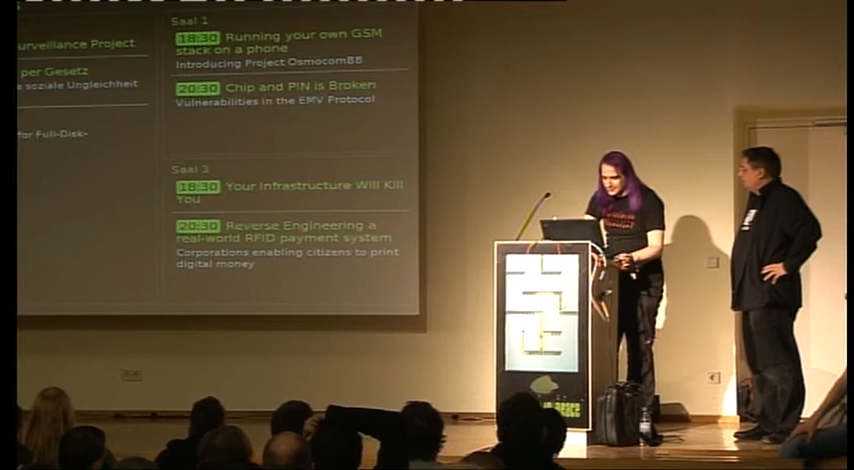 urveillance Project
per Gesetz
e soziale Ungleichheit
for Full-Disk-
Saal 1
18:30 Running your own GSM
stack on a phone
Introducing Project OsmocomBB
20:30 Chip and PIN is Broken
Vulnerabilities in the EMV Protocol
Saal 3
18:30 Your Infrastructure Will Kill
You
20:30 Reverse Engineering a
real-world RFID payment system
Corporations enabling citizens to print
digital money